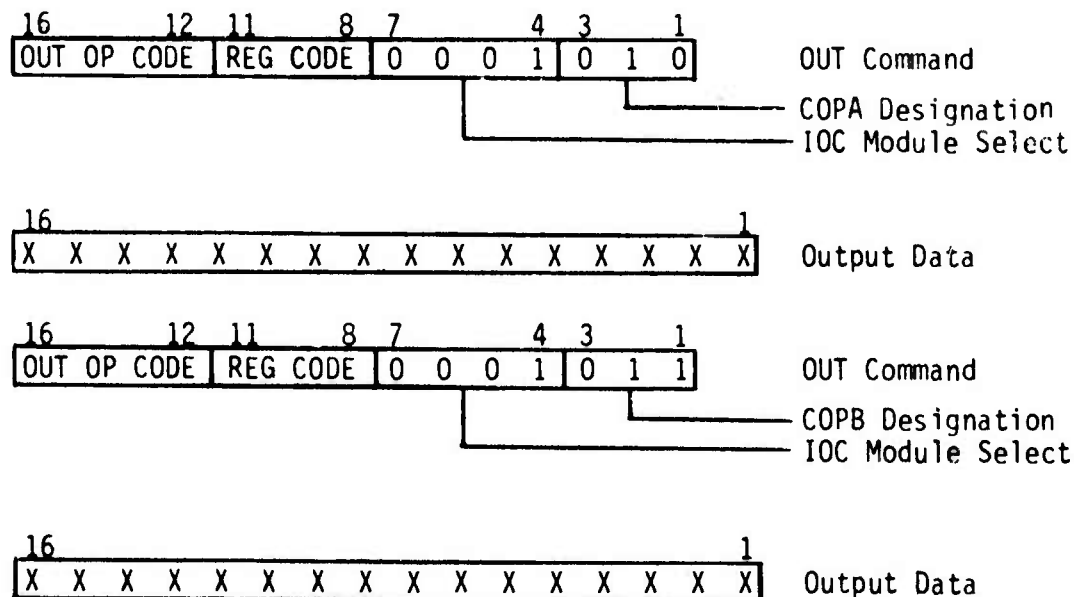 16 12 11 8 7 4 3 1
OUT OP CODE REG CODE 0 0 0 1 0 1 0 OUT Command
COPA Designation
IOC Module Select
16 1
X X X X X X X X X X X X X X X X Output Data
16 12 11 8 7 4 3 1
OUT OP CODE REG CODE 0 0 0 1 0 1 1 OUT Command
COPB Designation
IOC Module Select
16 1
X X X X X X X X X X X X X X X X Output Data